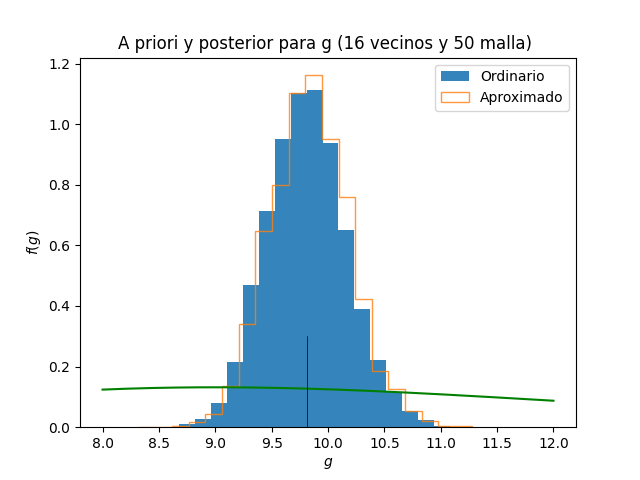 A priori y posterior para g (16 vecinos y 50 malla)
Ordinario
Aproximado
f(g)
1.2
1.0
0.8
0.6
0.4
0.2
0.0
8.0 8.5 9.0 9.5 10.0 10.5 11.0 11.5 12.0
g